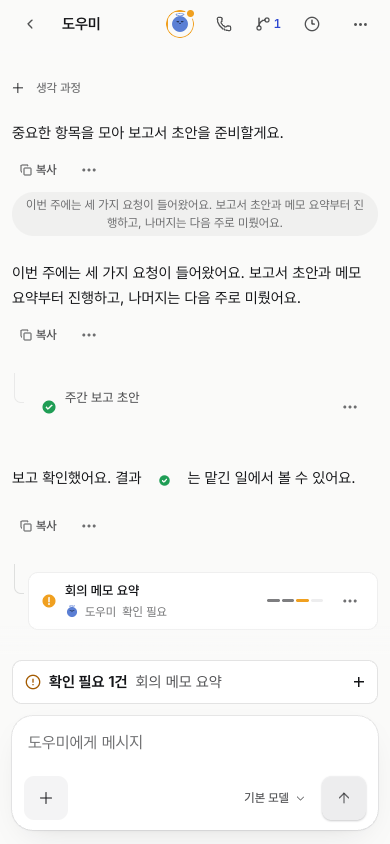 도우미
1
생각 과정
중요한 항목을 모아 보고서 초안을 준비할게요.
복사
이번 주에는 세 가지 요청이 들어왔어요. 보고서 초안과 메모 요약부터 진
행하고, 나머지는 다음 주로 미뤘어요.
이번 주에는 세 가지 요청이 들어왔어요. 보고서 초안과 메모
요약부터 진행하고, 나머지는 다음 주로 미뤘어요.
복사
주간 보고 초안
보고 확인했어요. 결과 는 맡긴 일에서 볼 수 있어요.
복사
회의 메모 요약
도우미 확인 필요
확인 필요 1건 회의 메모 요약
도우미에게 메시지
기본 모델